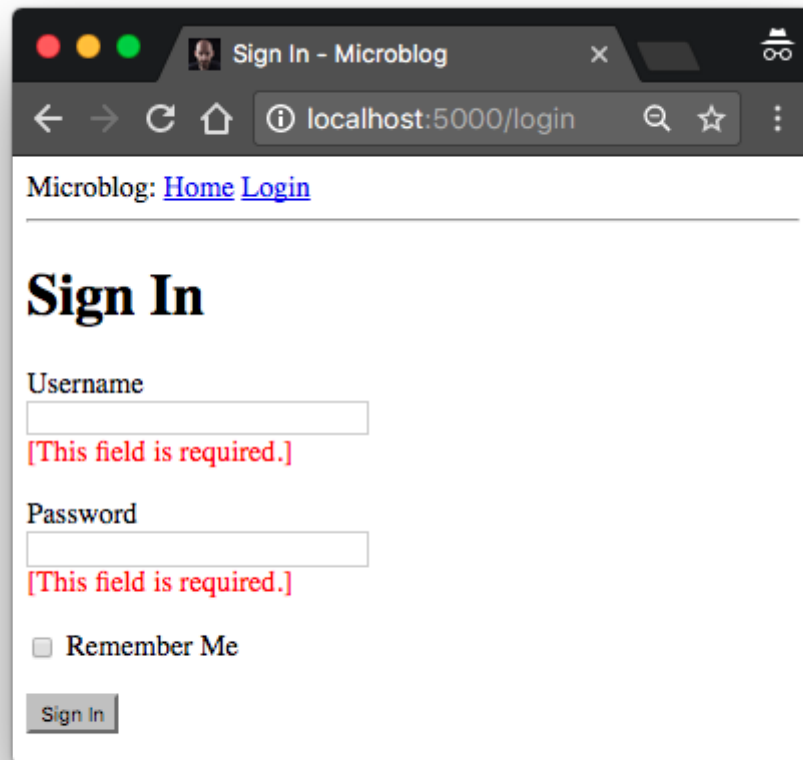 Sign In - Microblog
localhost:5000/login
Microblog: Home Login
Sign In
Username
[This field is required.]
Password
[This field is required.]
Remember Me
Sign In